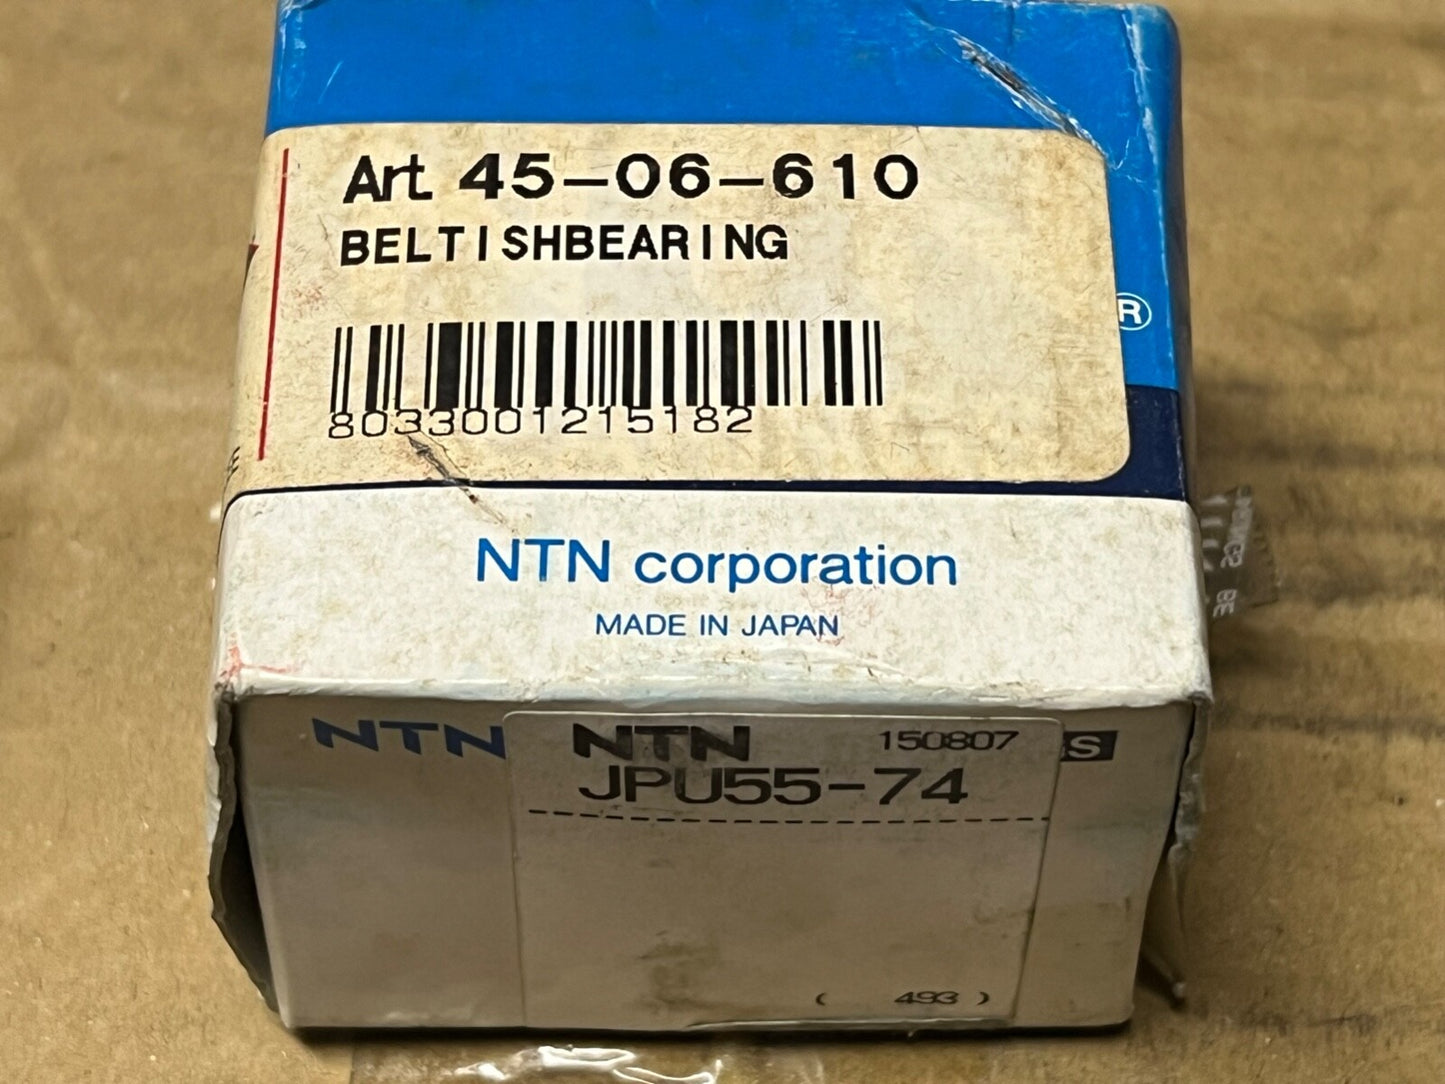 Art. 45-06-610
BELTISHBEARING
8033001215182
R
E
NTN corporation
MADE IN JAPAN
NTN
NTN 150807
S
JPU55-74
( 493 )